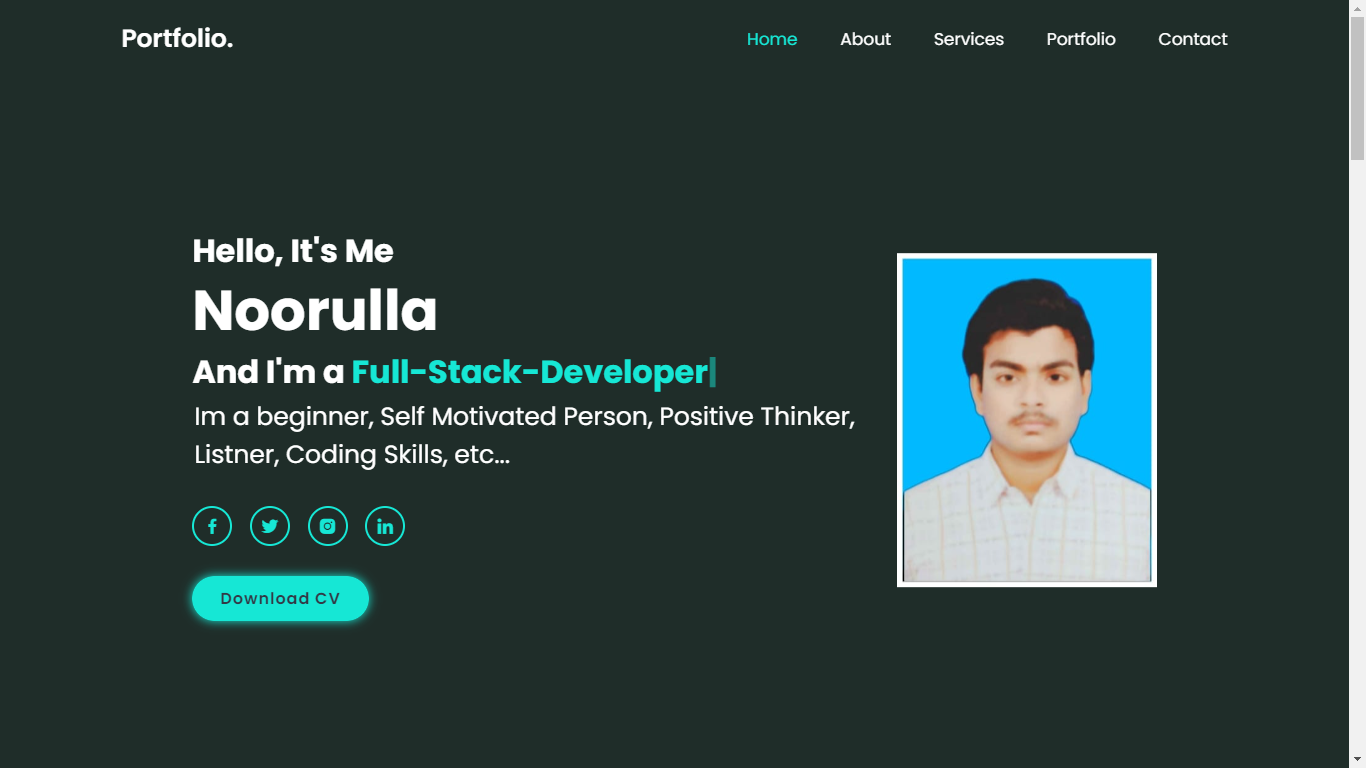 Portfolio.
Home About Services Portfolio Contact
Hello, It's Me
Noorulla
And I'm a Full-Stack-Developer
Im a beginner, Self Motivated Person, Positive Thinker,
Listner, Coding Skills, etc...
Download CV